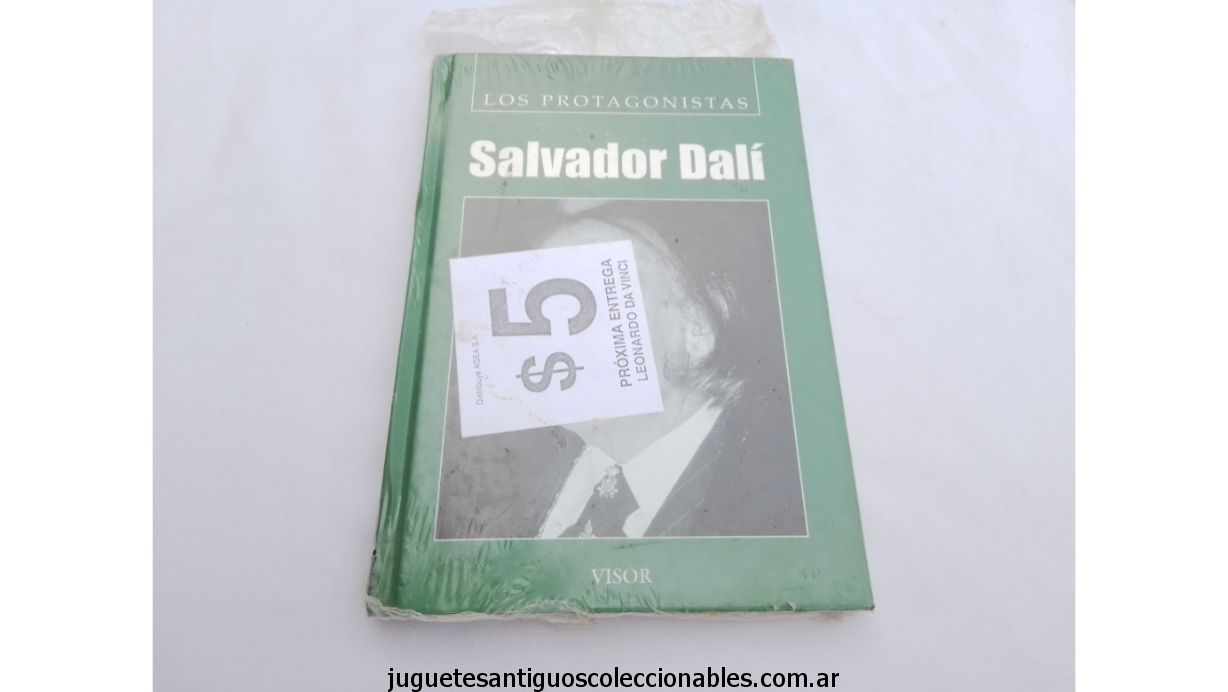 LOS PROTAGONISTAS
Salvador Dalí
Distribuye AGEA S.A.
$5
PRÓXIMA ENTREGA
LEONARDO DA VINCI
VISOR
juguetesantiguoscoleccionables.com.ar